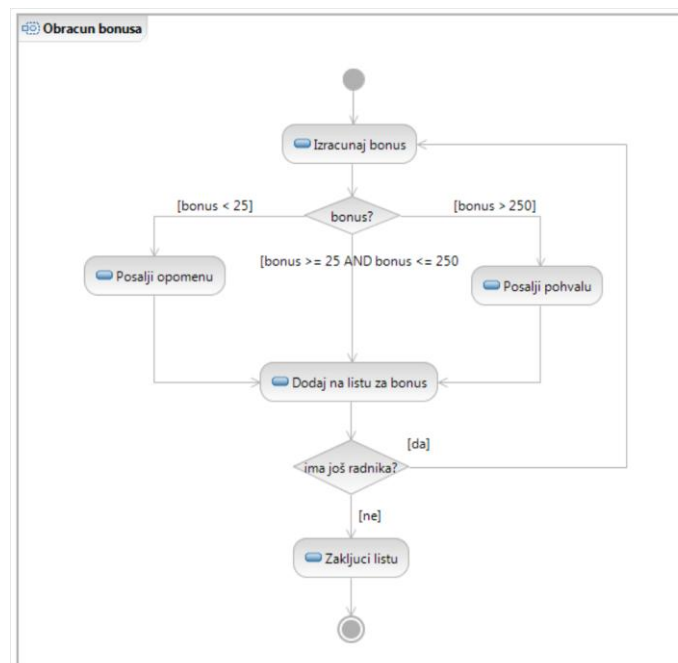 Obracun bonusa
Izracunaj bonus
[bonus < 25]
bonus?
[bonus > 250]
[bonus >= 25 AND bonus <= 250
Posalji opomenu
Posalji pohvalu
Dodaj na listu za bonus
[da]
ima još radnika?
[ne]
Zakljuci listu